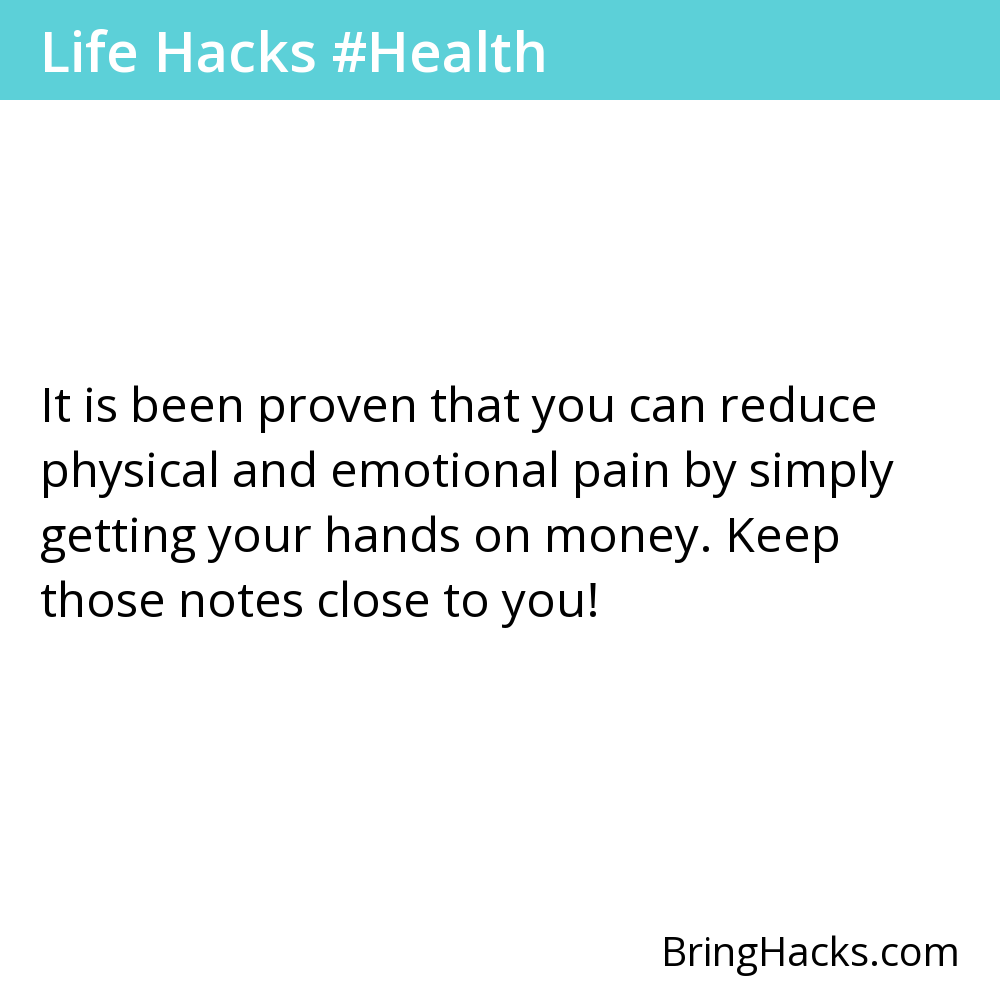 Life Hacks #Health
It is been proven that you can reduce
physical and emotional pain by simply
getting your hands on money. Keep
those notes close to you!
BringHacks.com